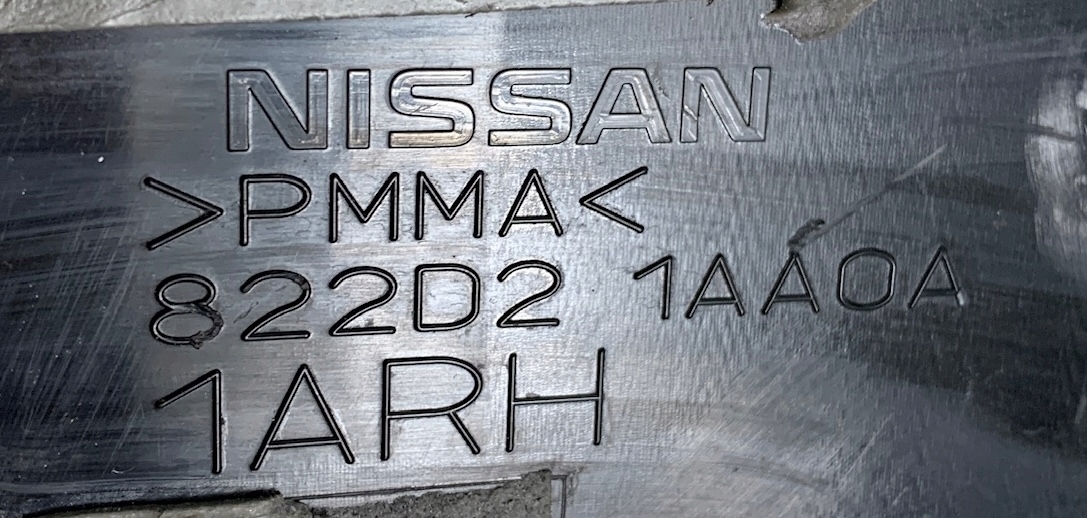 NISSAN
>PMMA<
822D2 1AA0A
1ARH